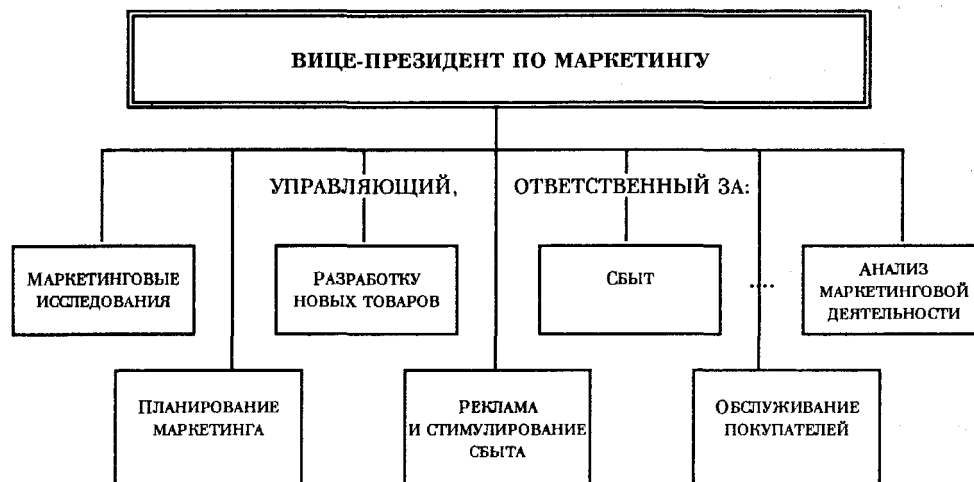 ВИЦЕ-ПРЕЗИДЕНТ ПО МАРКЕТИНГУ
УПРАВЛЯЮЩИЙ, ОТВЕТСТВЕННЫЙ ЗА:
МАРКЕТИНГОВЫЕ
ИССЛЕДОВАНИЯ
РАЗРАБОТКУ
НОВЫХ ТОВАРОВ
СБЫТ
....
АНАЛИЗ
МАРКЕТИНГОВОЙ
ДЕЯТЕЛЬНОСТИ
ПЛАНИРОВАНИЕ
МАРКЕТИНГА
РЕКЛАМА
И СТИМУЛИРОВАНИЕ
СБЫТА
ОБСЛУЖИВАНИЕ
ПОКУПАТЕЛЕЙ